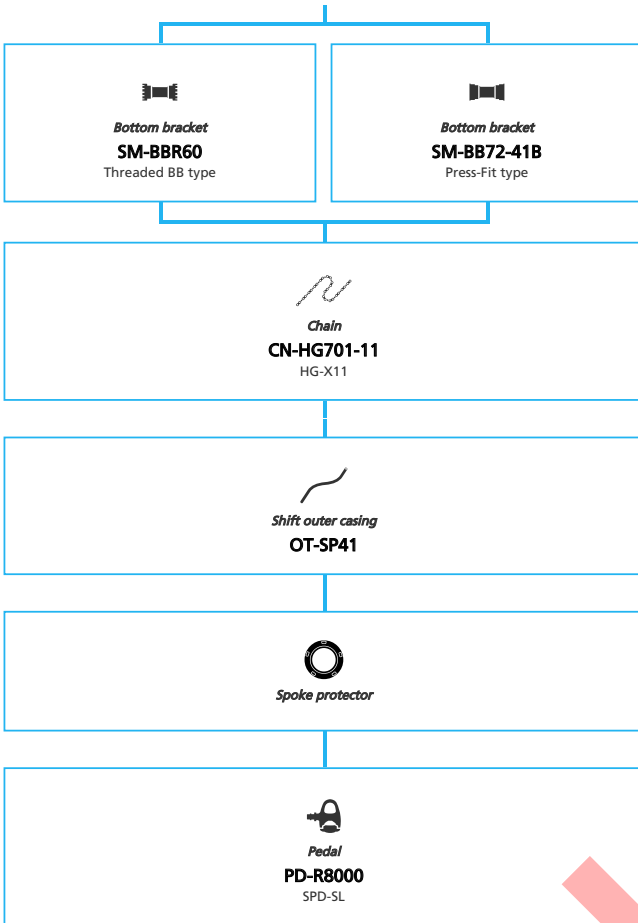 Bottom bracket
SM-BBR60
Threaded BB type
Bottom bracket
SM-BB72-41B
Press-Fit type
Chain
CN-HG701-11
HG-X11
Shift outer casing
OT-SP41
Spoke protector
Pedal
PD-R8000
SPD-SL